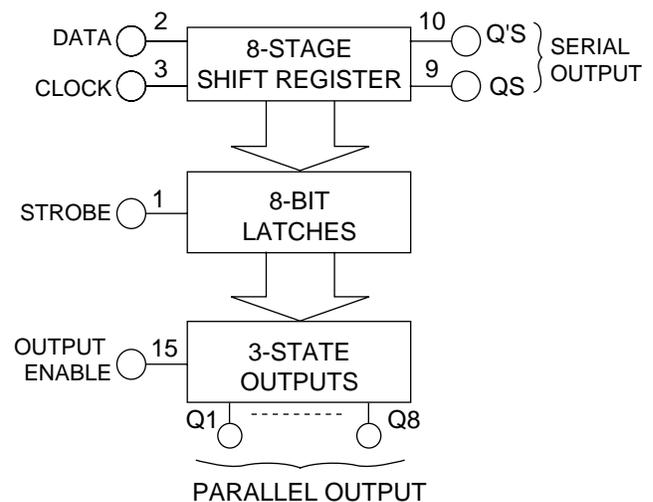 DATA
2
8-STAGE
SHIFT REGISTER
10
Q'S
SERIAL
OUTPUT
CLOCK
3
9
QS
STROBE
1
8-BIT
LATCHES
OUTPUT
ENABLE
15
3-STATE
OUTPUTS
Q1
Q8
PARALLEL OUTPUT